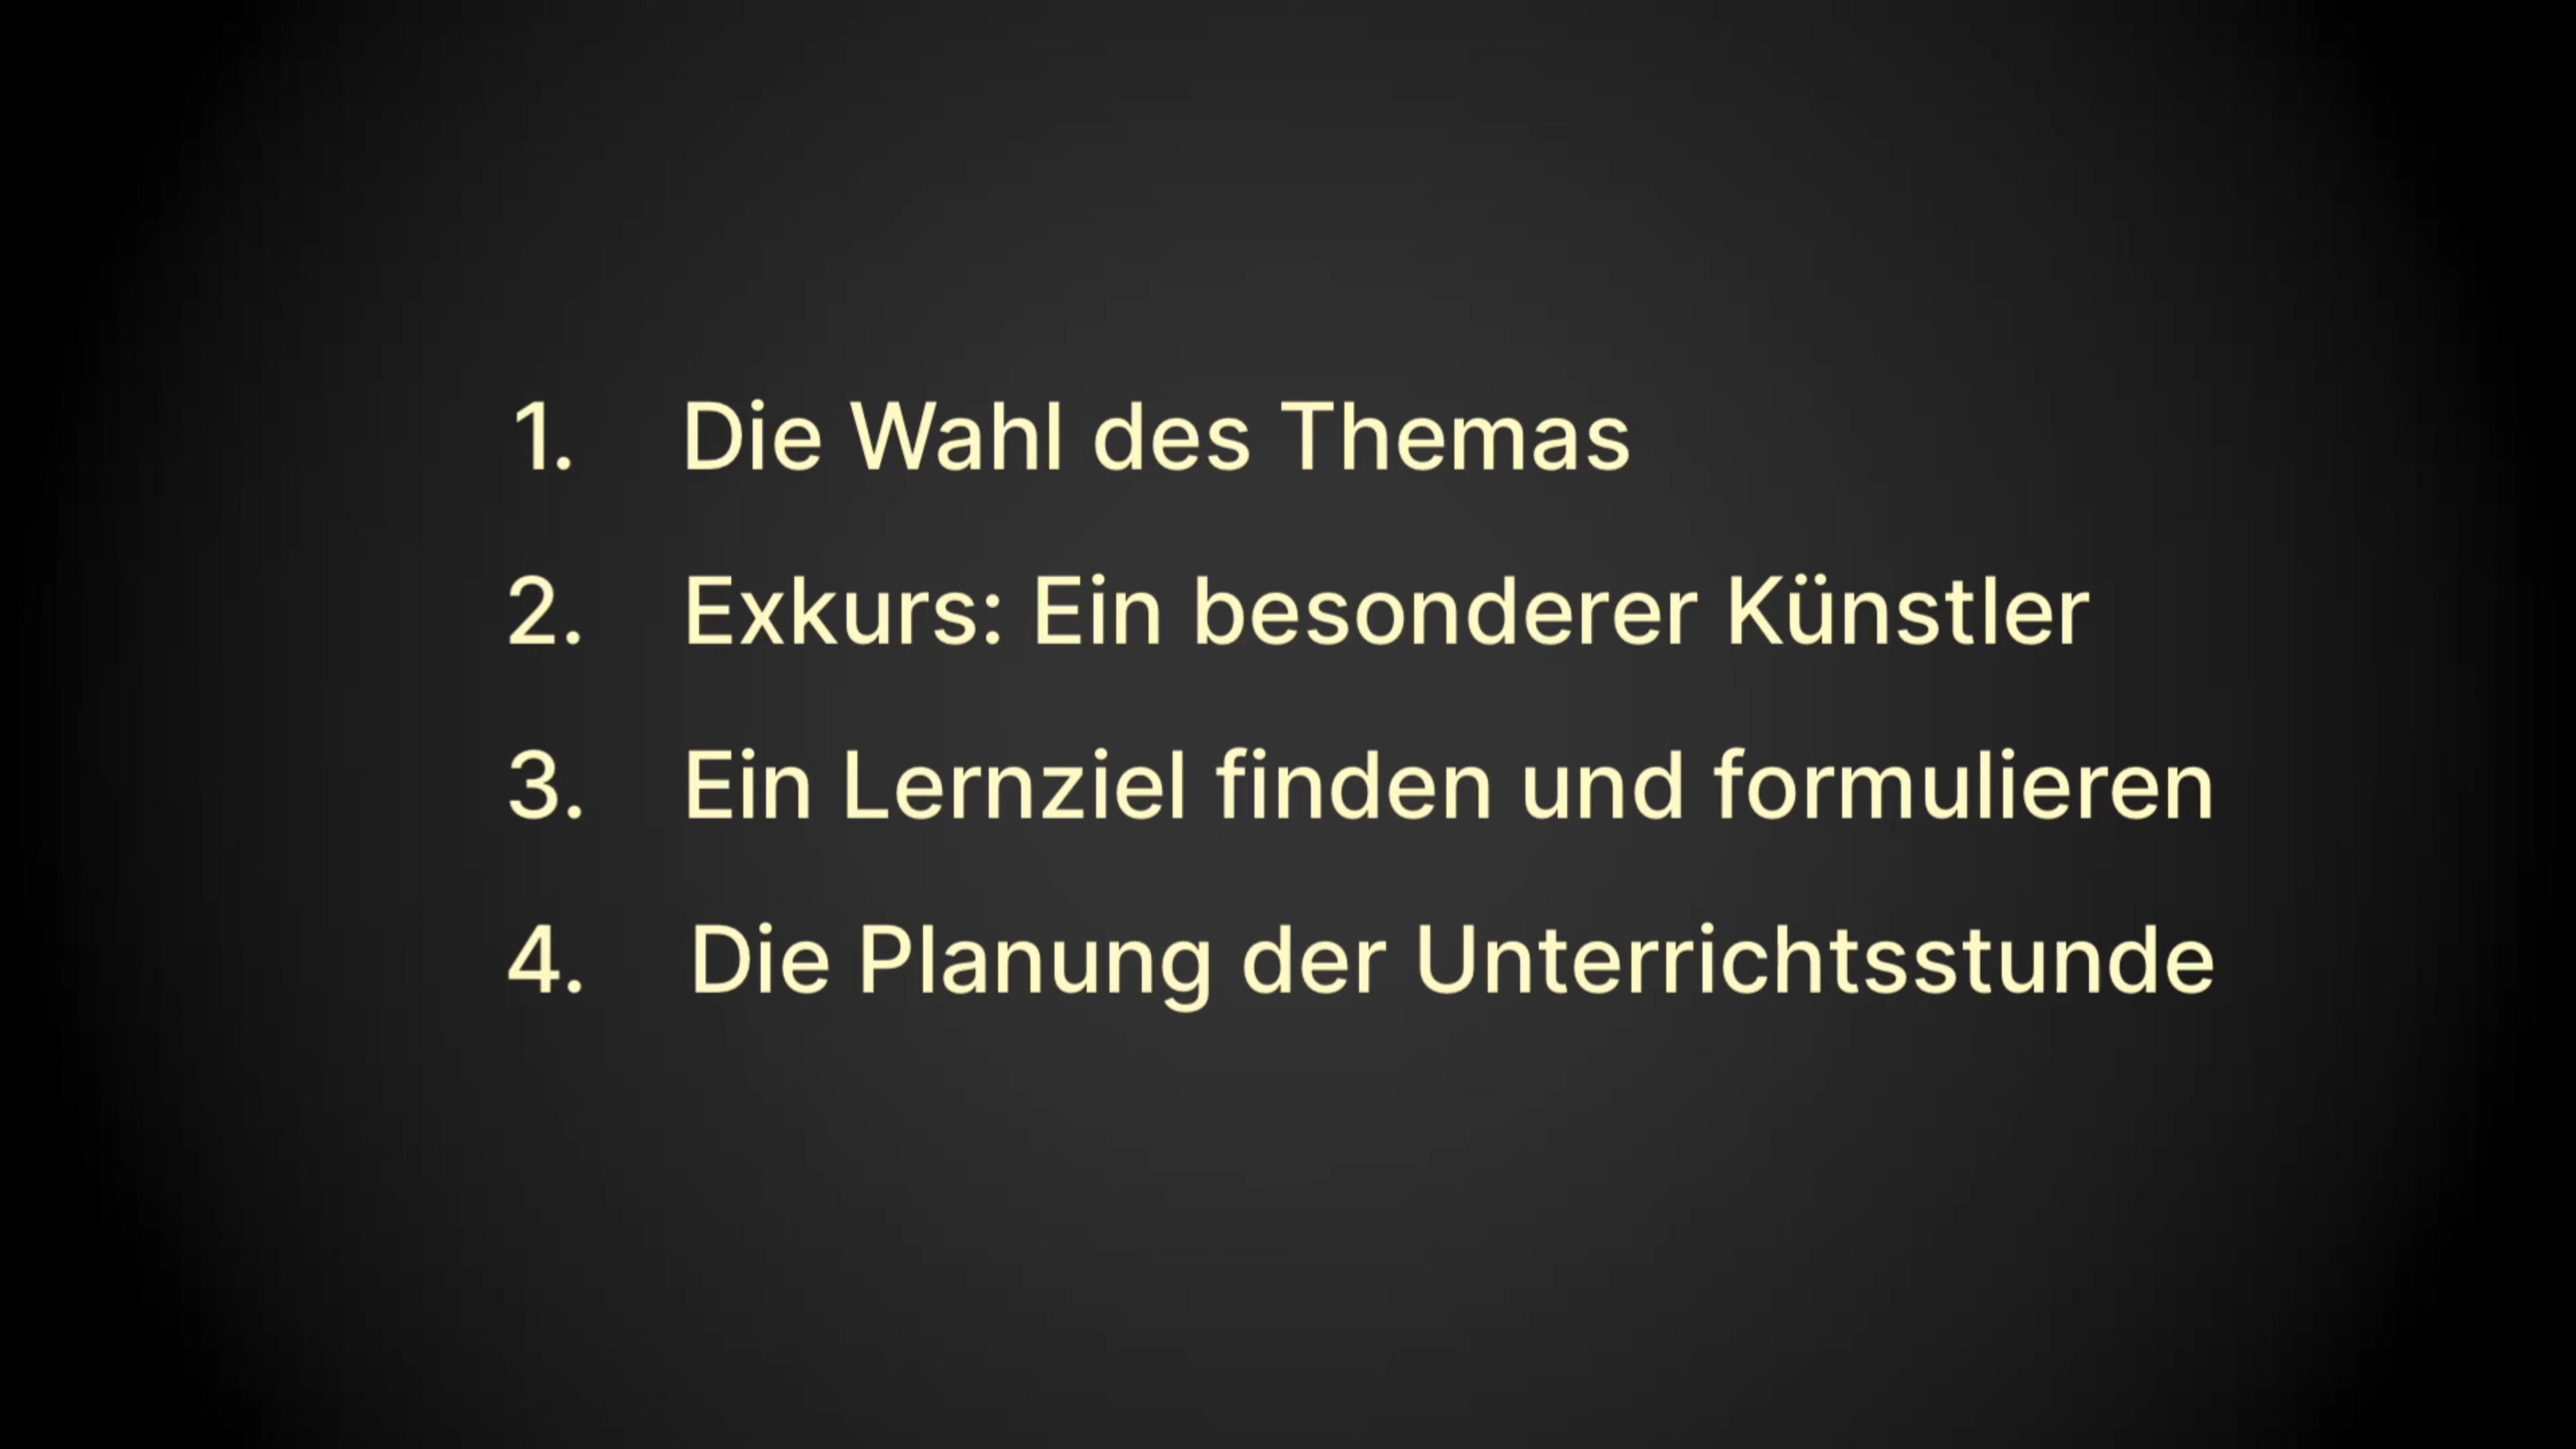 1. Die Wahl des Themas
2. Exkurs: Ein besonderer Künstler
3. Ein Lernziel finden und formulieren
4. Die Planung der Unterrichtsstunde